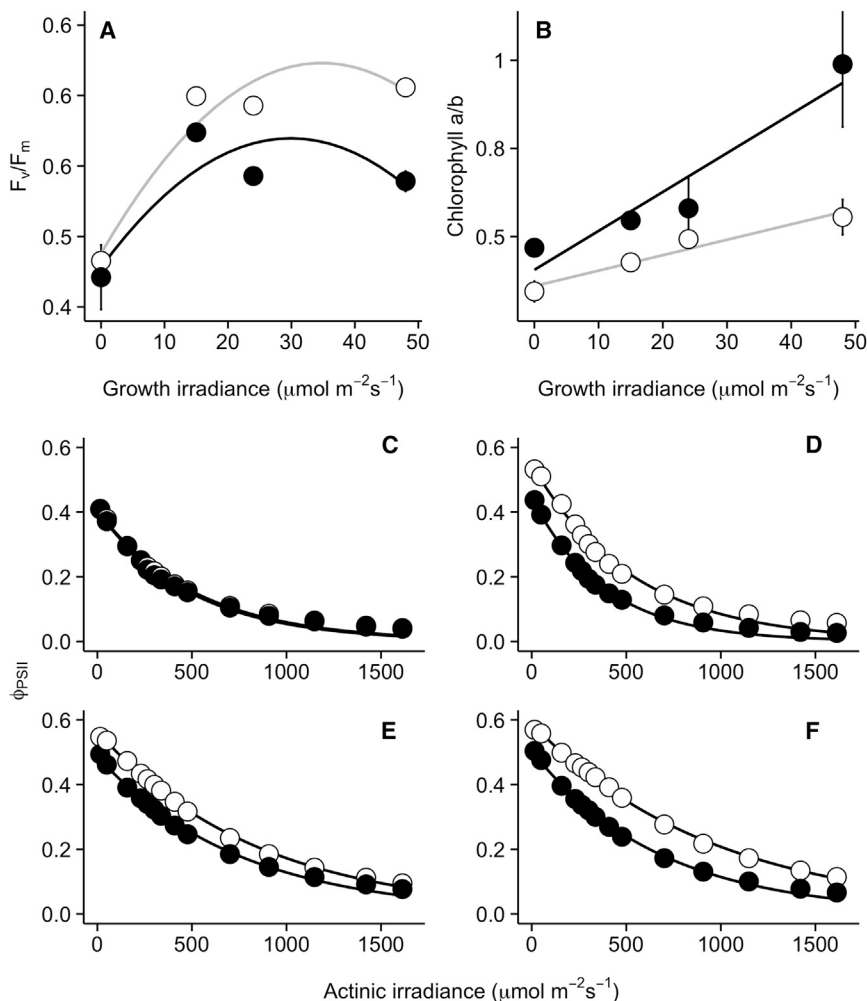 A
0.6
0.6
0.6
0.5
0.4
Fv/Fm
0 10 20 30 40 50
Growth irradiance (μmol m⁻²s⁻¹)
B
1
0.8
0.5
Chlorophyll a/b
0 10 20 30 40 50
Growth irradiance (μmol m⁻²s⁻¹)
C
0.6
0.4
0.2
0.0
0 500 1000 1500
D
0.6
0.4
0.2
0.0
0 500 1000 1500
ϕPSII
E
0.6
0.4
0.2
0.0
0 500 1000 1500
F
0.6
0.4
0.2
0.0
0 500 1000 1500
Actinic irradiance (μmol m⁻²s⁻¹)